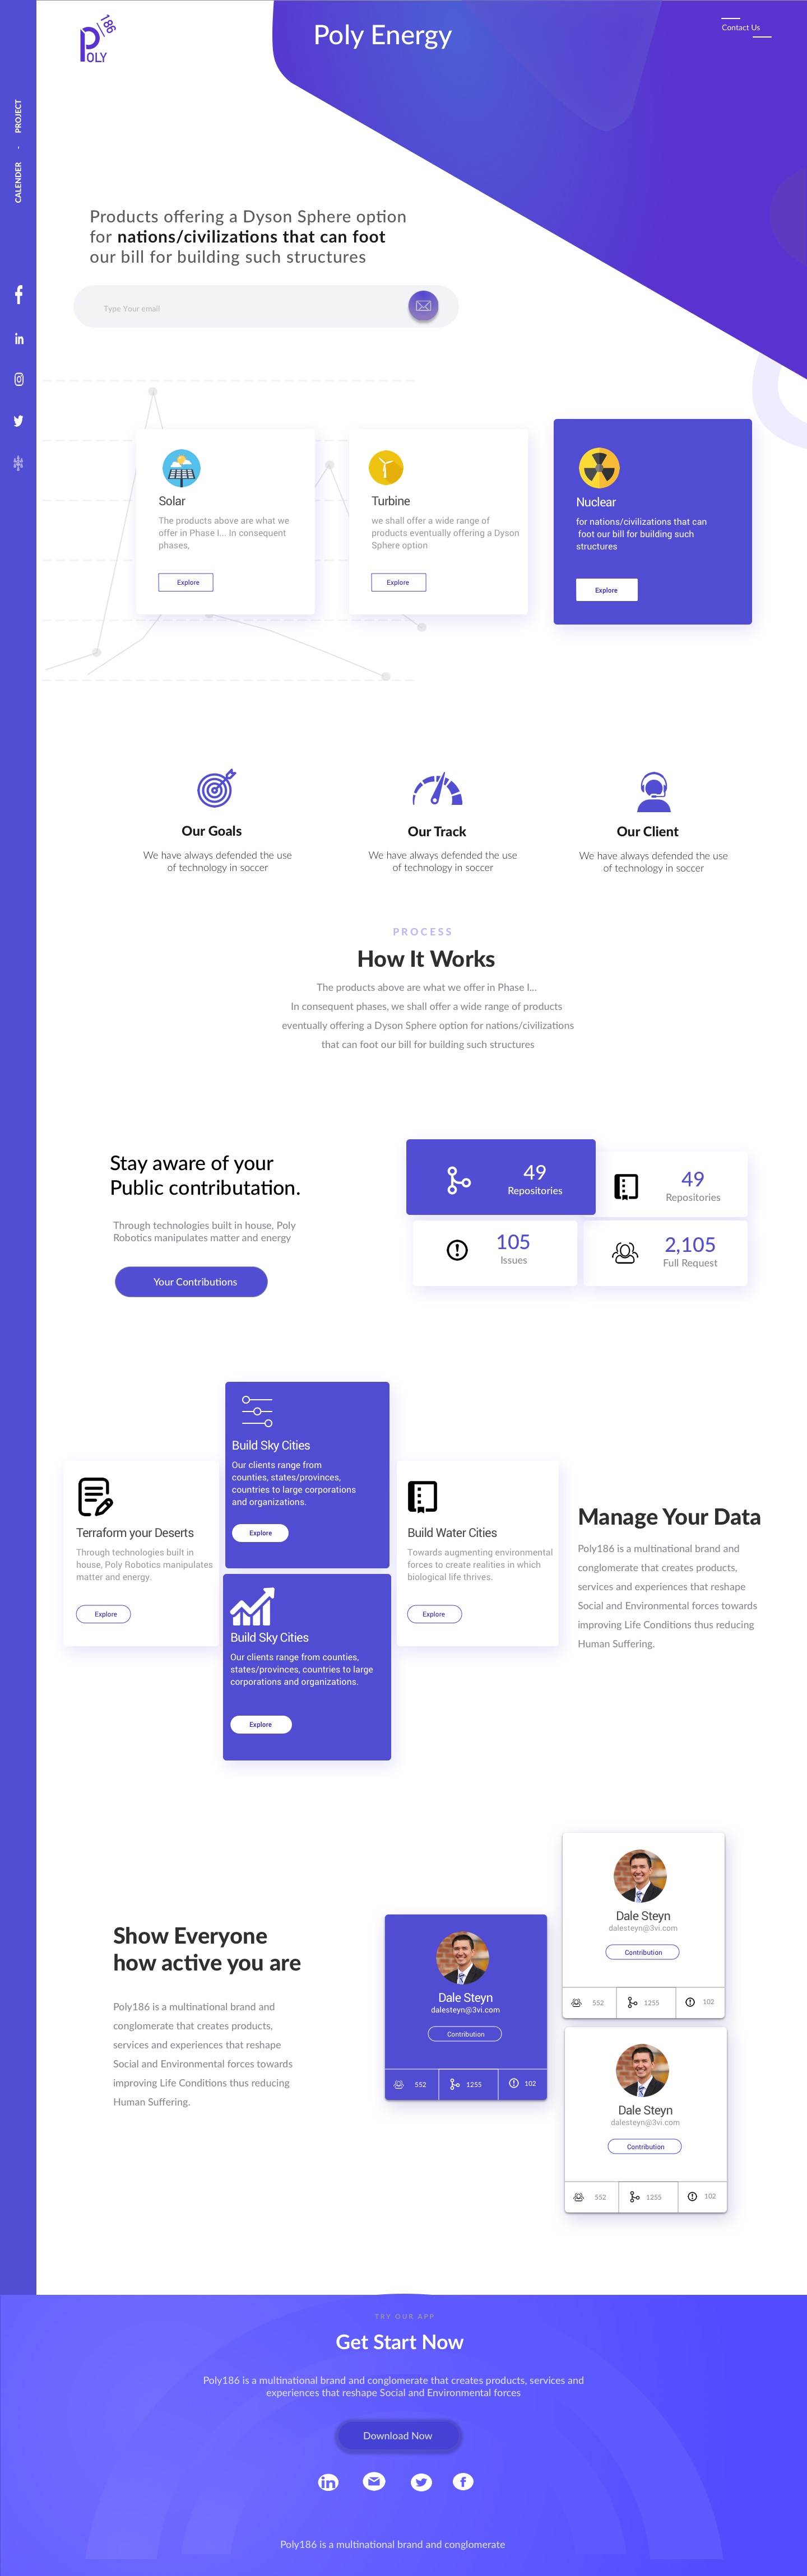 POLY 186
Poly Energy
Contact Us
CALENDER - PROJECT
Products offering a Dyson Sphere option
for nations/civilizations that can foot
our bill for building such structures
Type Your email
Solar
The products above are what we
offer in Phase I... In consequent
phases,
Explore
Turbine
we shall offer a wide range of
products eventually offering a Dyson
Sphere option
Explore
Nuclear
for nations/civilizations that can
foot our bill for building such
structures
Explore
Our Goals
We have always defended the use
of technology in soccer
Our Track
We have always defended the use
of technology in soccer
Our Client
We have always defended the use
of technology in soccer
PROCESS
How It Works
The products above are what we offer in Phase I...
In consequent phases, we shall offer a wide range of products
eventually offering a Dyson Sphere option for nations/civilizations
that can foot our bill for building such structures
Stay aware of your
Public contributation.
Through technologies built in house, Poly
Robotics manipulates matter and energy
Your Contributions
49
Repositories
49
Repositories
105
Issues
2,105
Full Request
Terraform your Deserts
Through technologies built in
house, Poly Robotics manipulates
matter and energy.
Explore
Build Sky Cities
Our clients range from
counties, states/provinces,
countries to large corporations
and organizations.
Explore
Build Sky Cities
Our clients range from counties,
states/provinces, countries to large
corporations and organizations.
Explore
Build Water Cities
Towards augmenting environmental
forces to create realities in which
biological life thrives.
Explore
Manage Your Data
Poly186 is a multinational brand and
conglomerate that creates products,
services and experiences that reshape
Social and Environmental forces towards
improving Life Conditions thus reducing
Human Suffering.
Show Everyone
how active you are
Poly186 is a multinational brand and
conglomerate that creates products,
services and experiences that reshape
Social and Environmental forces towards
improving Life Conditions thus reducing
Human Suffering.
Dale Steyn
dalesteyn@3vi.com
Contribution
552 1255 102
Dale Steyn
dalesteyn@3vi.com
Contribution
552 1255 102
Dale Steyn
dalesteyn@3vi.com
Contribution
552 1255 102
TRY OUR APP
Get Start Now
Poly186 is a multinational brand and conglomerate that creates products, services and
experiences that reshape Social and Environmental forces
Download Now
Poly186 is a multinational brand and conglomerate